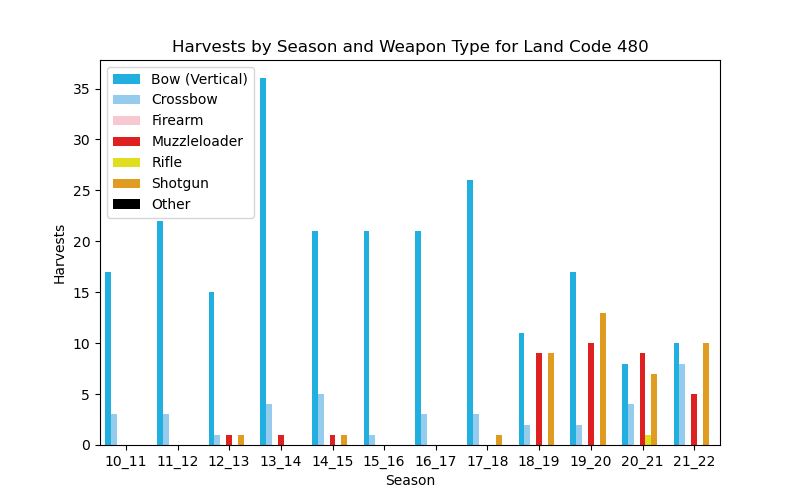 Harvests by Season and Weapon Type for Land Code 480
Bow (Vertical)
Crossbow
Firearm
Muzzleloader
Rifle
Shotgun
Other
Harvests
35
30
25
20
15
10
5
0
10_11 11_12 12_13 13_14 14_15 15_16 16_17 17_18 18_19 19_20 20_21 21_22
Season